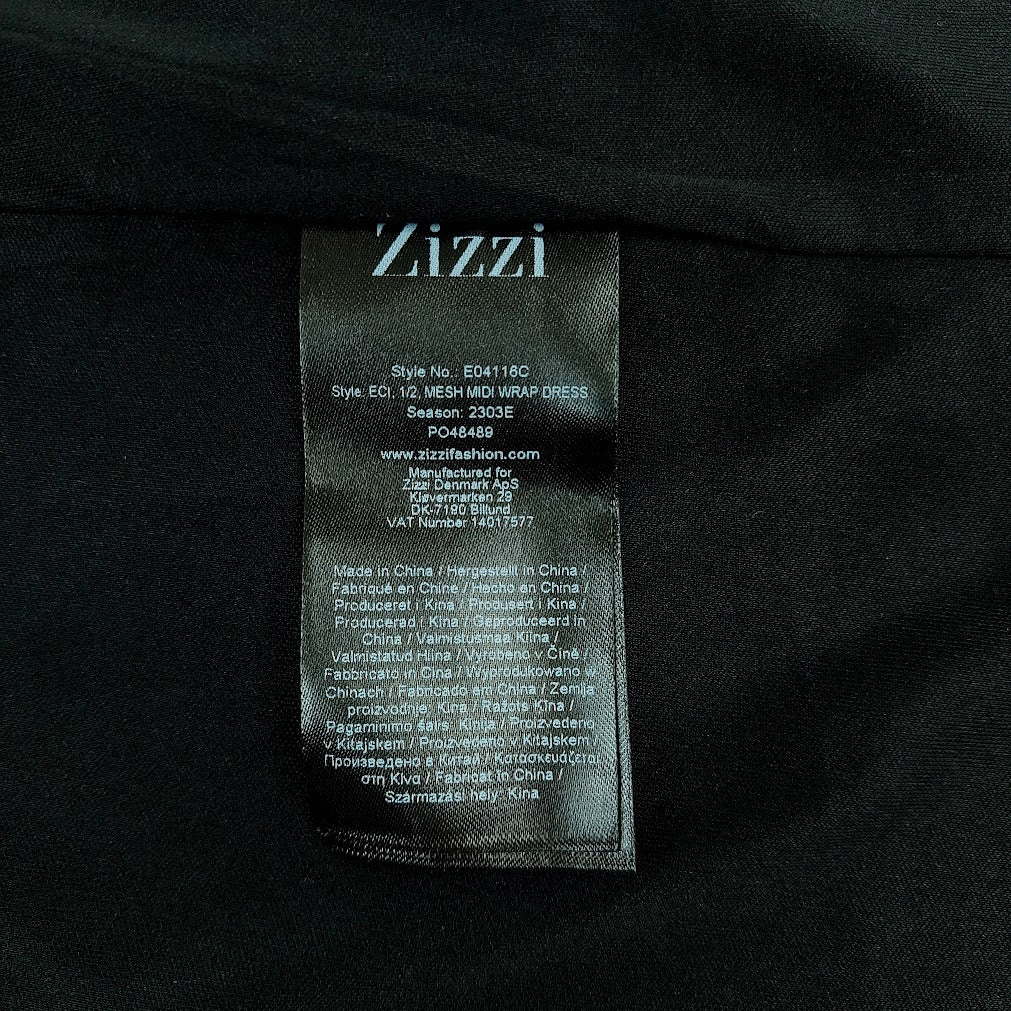 Zizzi
Style No.: E04116C
Style: ECI, 1/2, MESH MIDI WRAP DRESS
Season: 2303E
PO48489
www.zizzifashion.com
Manufactured for
Zizzi Denmark ApS
Kløvermarken 29
DK-7190 Billund
VAT Number 14017577
Made in China / Hergestellt in China /
Fabriqué en Chine / Hecho en China /
Produceret i Kina / Produsert i Kina /
Producerad i Kina / Geproduceerd in
China / Valmistusmaa Kiina /
Valmistatud Hiina / Vyrobeno v Číně /
Fabbricato in Cina / Wyprodukowano w
Chinach / Fabricado em China / Zemlja
proizvodnje: Kina / Ražots Ķīna /
Pagaminimo šalis: Kinija / Proizvedeno
v Kitajskem / Proizvedeno v Kitajskem /
Произведено в Китай / Κατασκευάζεται
στη Κίνα / Fabricat in China /
Származási hely: Kína